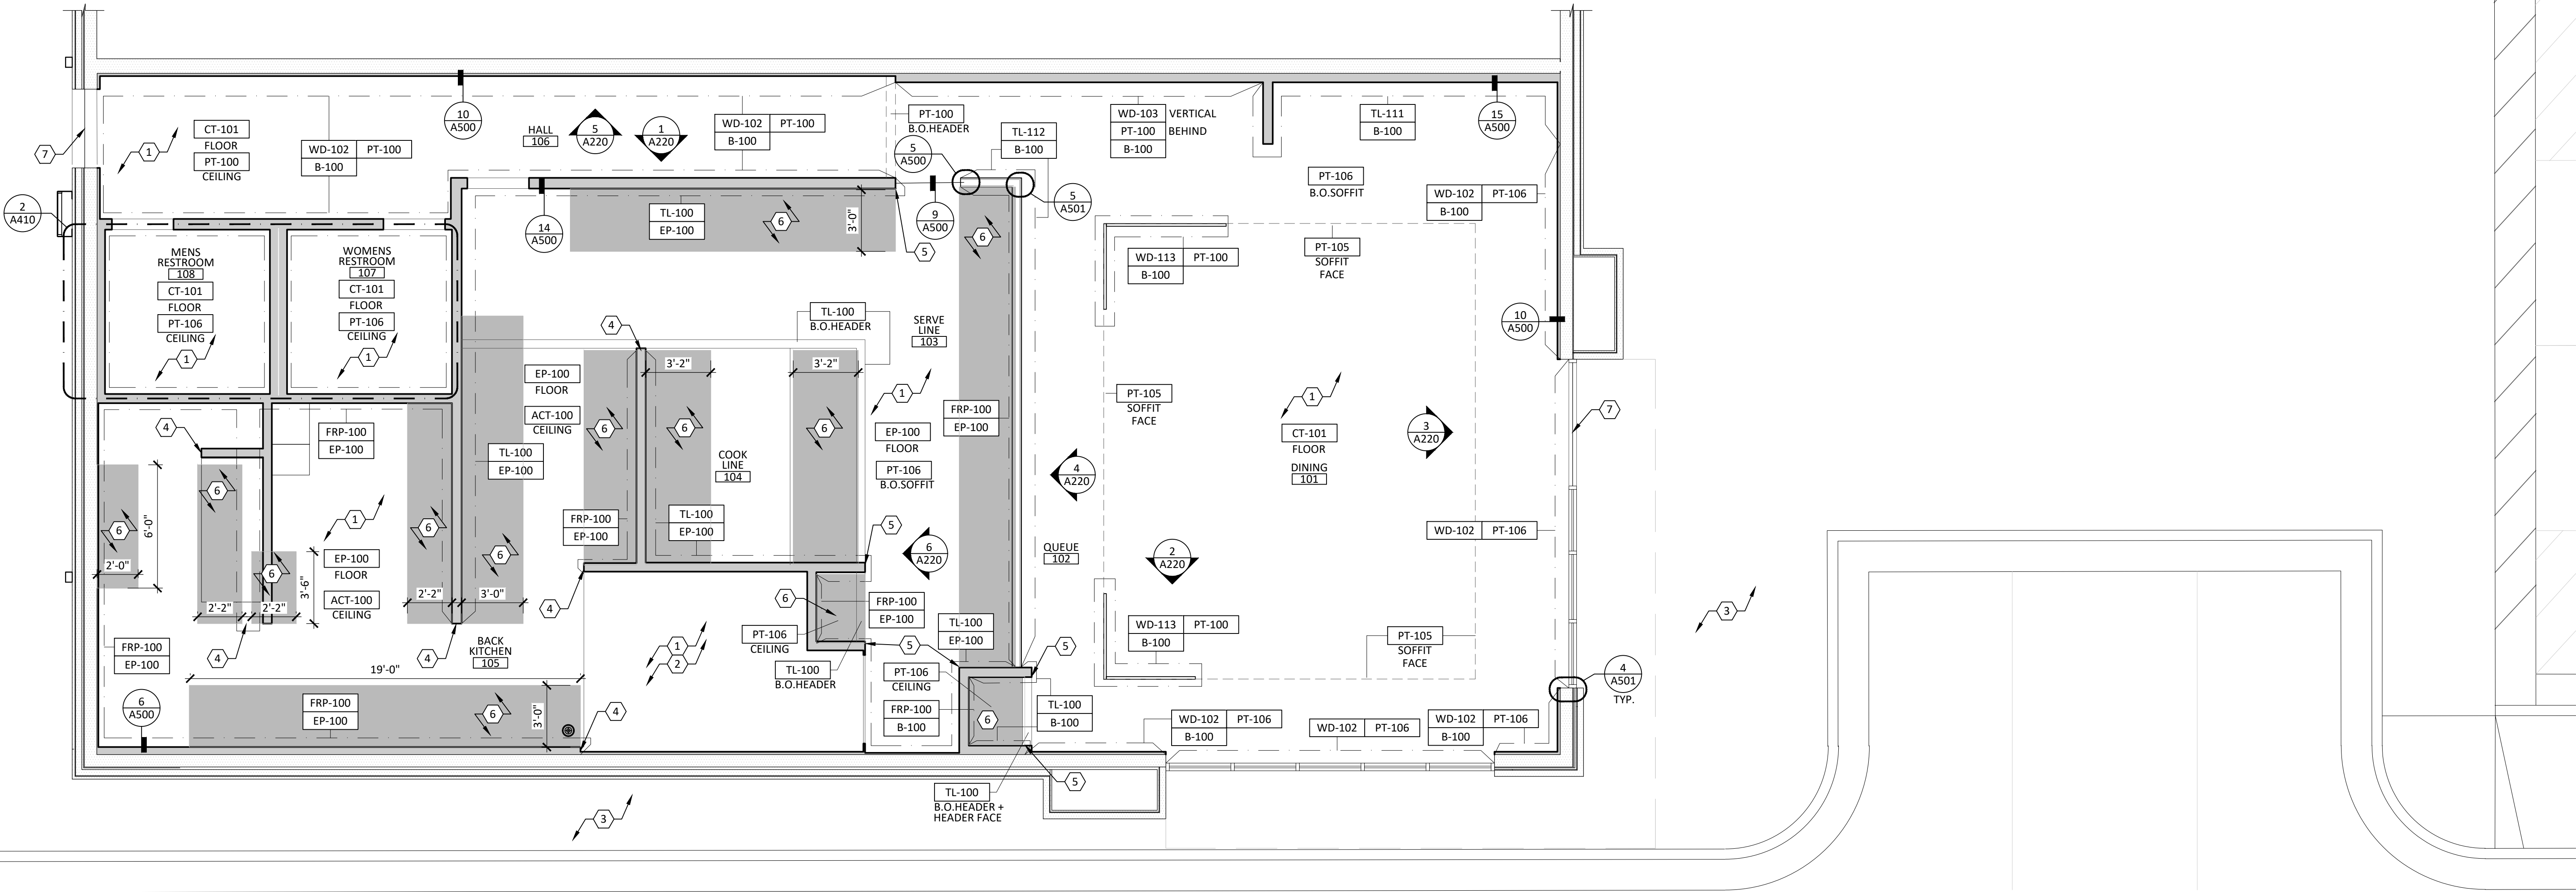 10
A500
15
A500
CT-101
FLOOR
PT-100
CEILING
1
7
WD-102 PT-100
B-100
HALL
106
5
A220
1
A220
WD-102 PT-100
B-100
PT-100
B.O.HEADER
5
A500
TL-112
B-100
WD-103 VERTICAL
PT-100 BEHIND
B-100
TL-111
B-100
PT-106
B.O.SOFFIT
WD-102 PT-106
B-100
2
A410
14
A500
TL-100
EP-100
6
3'-0"
9
A500
5
6
5
A501
MENS
RESTROOM
108
CT-101
FLOOR
PT-106
CEILING
1
WOMENS
RESTROOM
107
CT-101
FLOOR
PT-106
CEILING
1
WD-113 PT-100
B-100
PT-105
SOFFIT
FACE
TL-100
B.O.HEADER
4
SERVE
LINE
103
10
A500
EP-100
FLOOR
ACT-100
CEILING
3'-2"
3'-2"
6
6
6
1
EP-100
FLOOR
PT-106
B.O.SOFFIT
FRP-100
EP-100
PT-105
SOFFIT
FACE
1
CT-101
FLOOR
DINING
101
3
A220
7
4
FRP-100
EP-100
TL-100
EP-100
COOK
LINE
104
4
A220
6
6
6'-0"
2'-0"
6
2'-2"
2'-2"
3'-6"
1
EP-100
FLOOR
ACT-100
CEILING
6
6
2'-2"
3'-0"
FRP-100
EP-100
TL-100
EP-100
5
6
A220
QUEUE
102
2
A220
WD-102 PT-106
4
6
FRP-100
EP-100
PT-106
CEILING
TL-100
B.O.HEADER
5
TL-100
EP-100
WD-113 PT-100
B-100
PT-105
SOFFIT
FACE
3
FRP-100
EP-100
4
4
BACK
KITCHEN
105
19'-0"
1
2
PT-106
CEILING
FRP-100
B-100
5
6
TL-100
B-100
4
A501
TYP.
6
A500
FRP-100
EP-100
6
3'-0"
4
WD-102 PT-106
B-100
WD-102 PT-106
WD-102 PT-106
B-100
5
TL-100
B.O.HEADER +
HEADER FACE
3